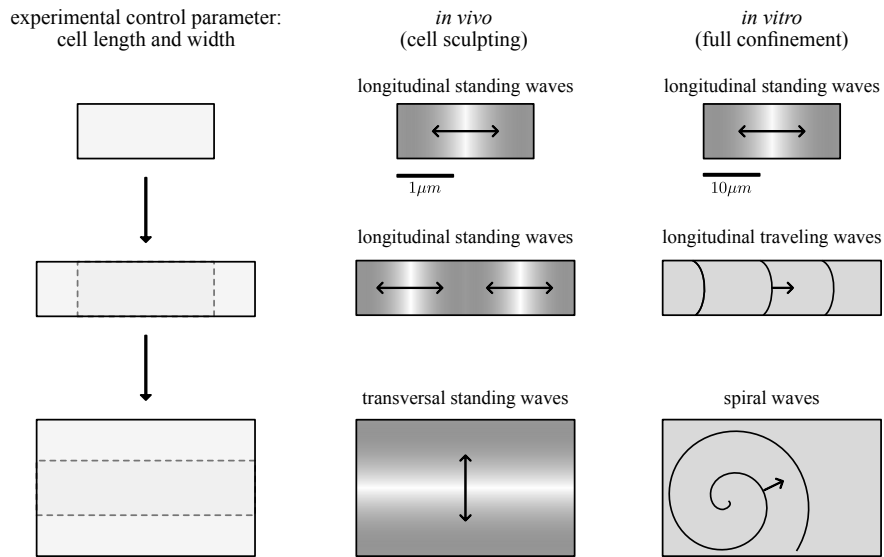 experimental control parameter:
cell length and width
in vivo
(cell sculpting)
in vitro
(full confinement)
longitudinal standing waves
longitudinal standing waves
1μm
10μm
longitudinal standing waves
longitudinal traveling waves
transversal standing waves
spiral waves